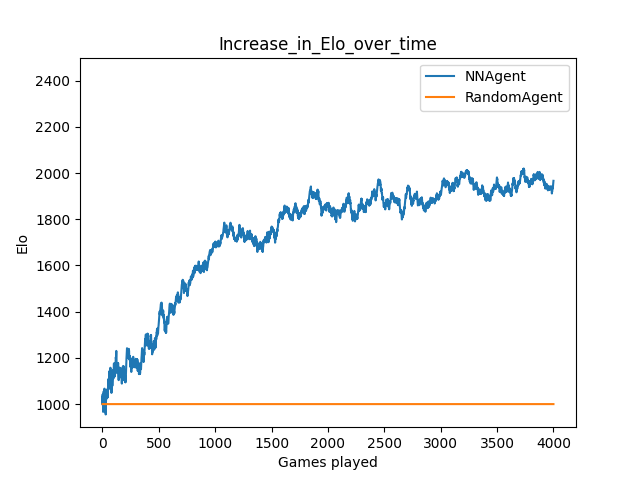 Increase_in_Elo_over_time
NNAgent
RandomAgent
Elo
2400
2200
2000
1800
1600
1400
1200
1000
0 500 1000 1500 2000 2500 3000 3500 4000
Games played